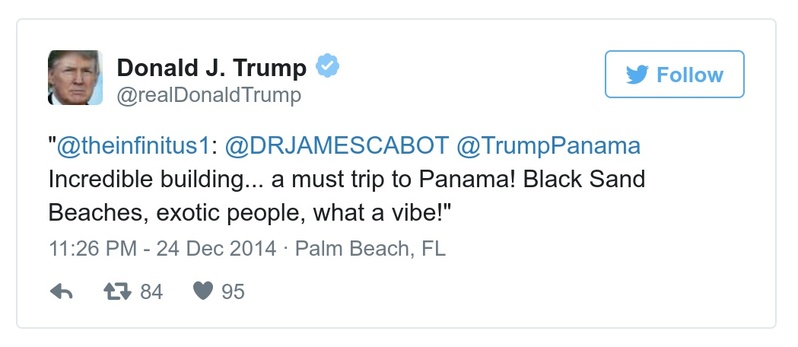 Donald J. Trump
Follow
@realDonaldTrump
"@theinfinitus1: @DRJAMESCABOT @TrumpPanama
Incredible building... a must trip to Panama! Black Sand
Beaches, exotic people, what a vibe!"
11:26 PM - 24 Dec 2014 · Palm Beach, FL
84 95